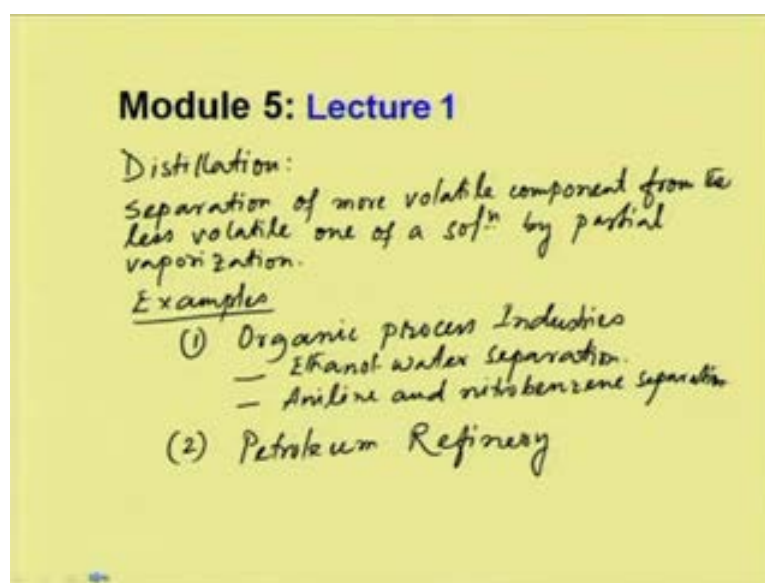 Module 5: Lecture 1
Distillation:
Separation of more volatile component from the
less volatile one of a solⁿ by partial
vaporization.
Examples
(1) Organic process Industries
— Ethanol-water separation.
— Aniline and nitrobenzene separation
(2) Petroleum Refinery